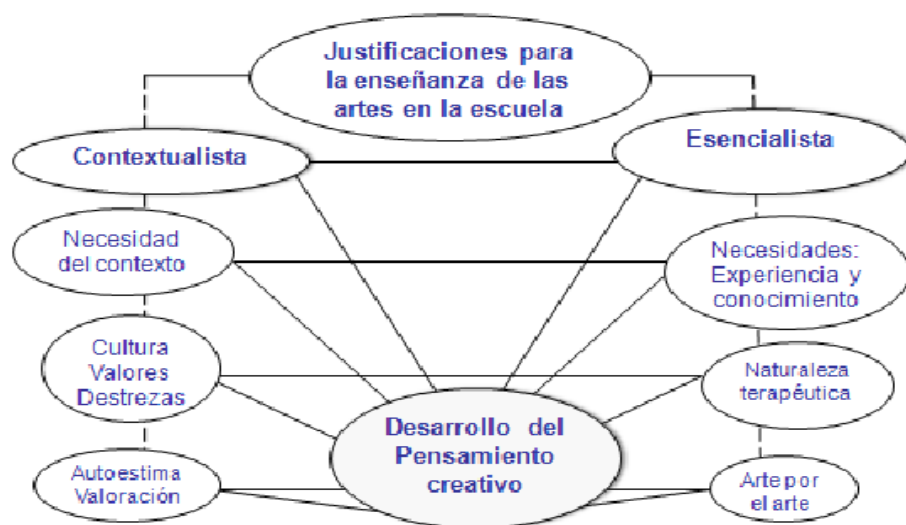 Justificaciones para
la enseñanza de las
artes en la escuela
Contextualista
Esencialista
Necesidad
del contexto
Necesidades:
Experiencia y
conocimiento
Cultura
Valores
Destrezas
Naturaleza
terapéutica
Desarrollo del
Pensamiento
creativo
Autoestima
Valoración
Arte por
el arte